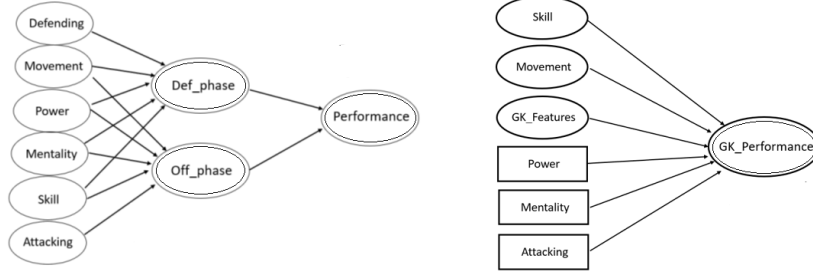 Defending
Movement
Power
Mentality
Skill
Attacking
Def_phase
Off_phase
Performance
Skill
Movement
GK_Features
Power
Mentality
Attacking
GK_Performance